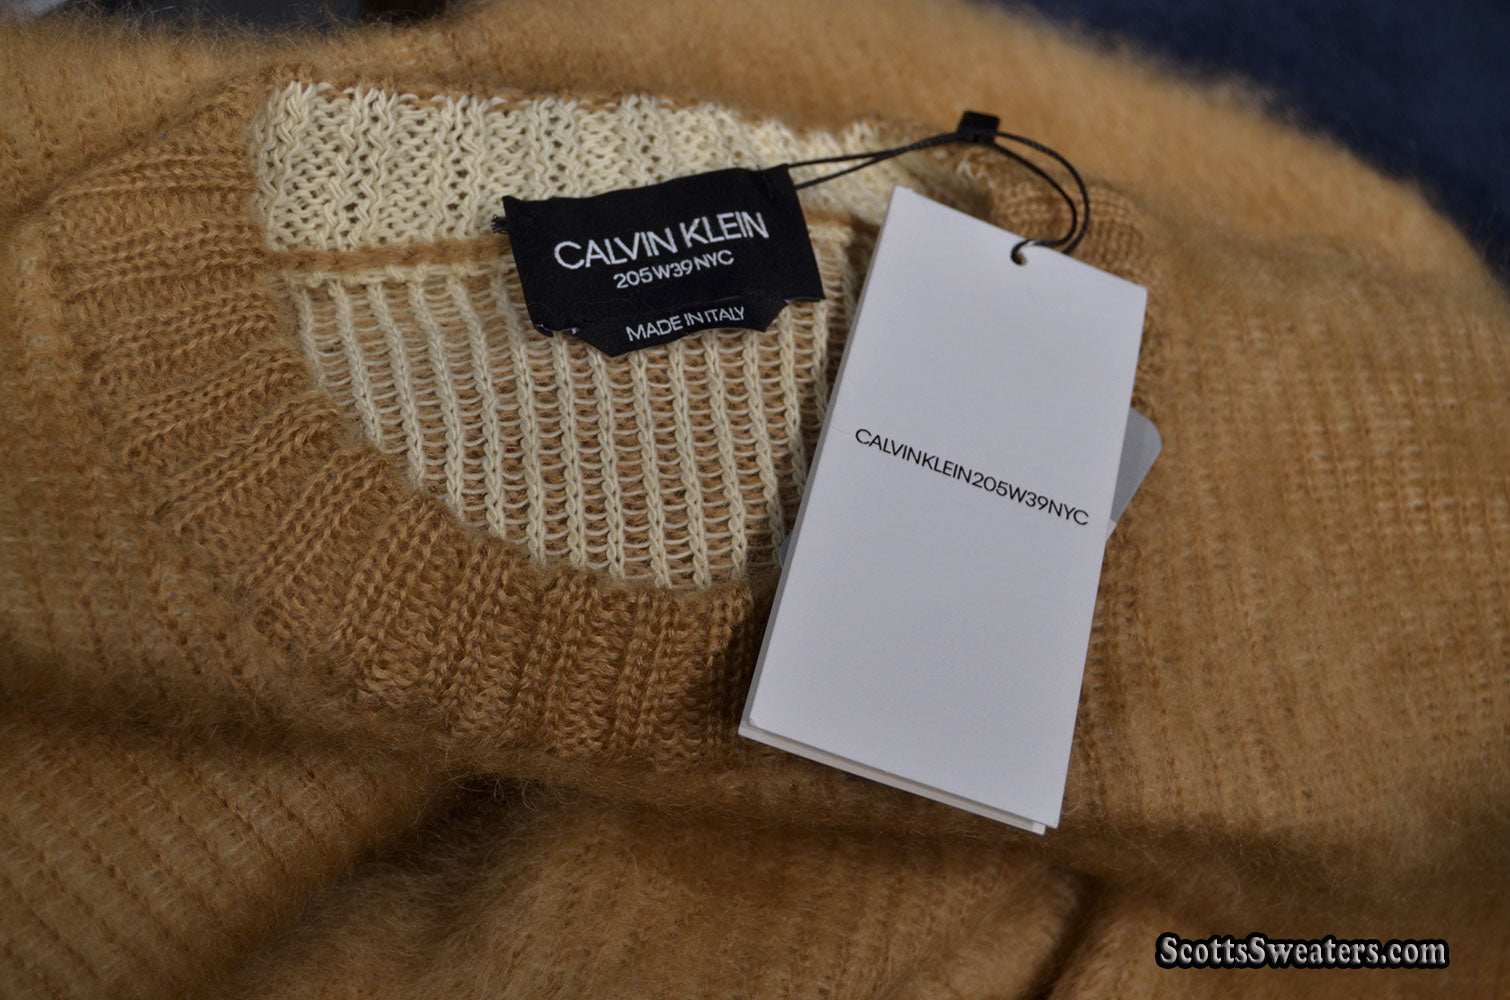 CALVIN KLEIN
205W39NYC
MADE IN ITALY
CALVINKLEIN205W39NYC
ScottsSweaters.com